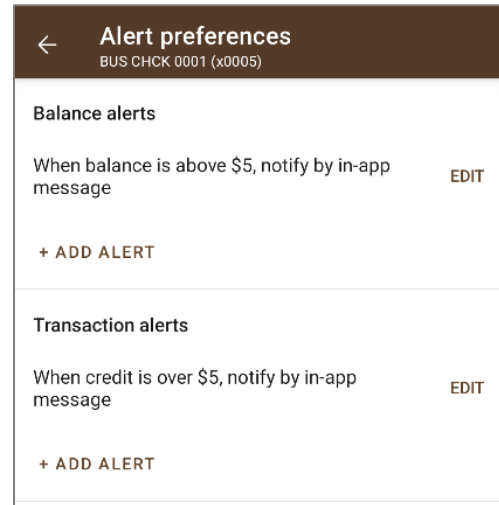 Alert preferences
BUS CHCK 0001 (x0005)
Balance alerts
When balance is above $5, notify by in-app
message
EDIT
+ ADD ALERT
Transaction alerts
When credit is over $5, notify by in-app
message
EDIT
+ ADD ALERT